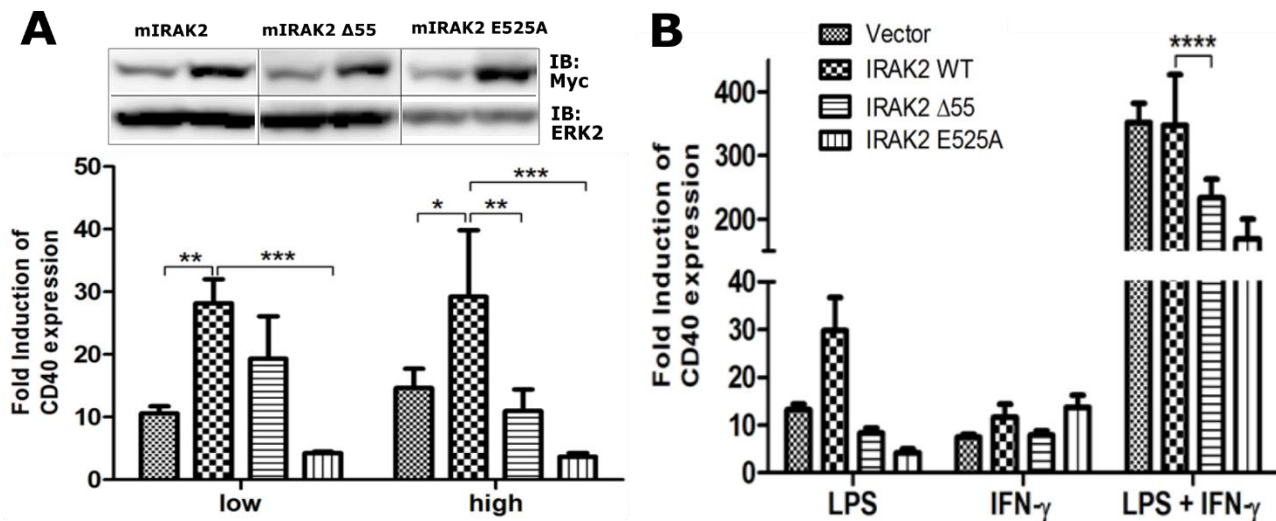 A
mIRAK2
mIRAK2 Δ55
mIRAK2 E525A
IB:
Myc
IB:
ERK2
Fold Induction of
CD40 expression
50
40
30
20
10
0
**
***
*
**
***
low
high
B
Vector
IRAK2 WT
IRAK2 Δ55
IRAK2 E525A
****
Fold Induction of
CD40 expression
400
300
200
40
30
20
10
0
LPS
IFN-γ
LPS + IFN-γ